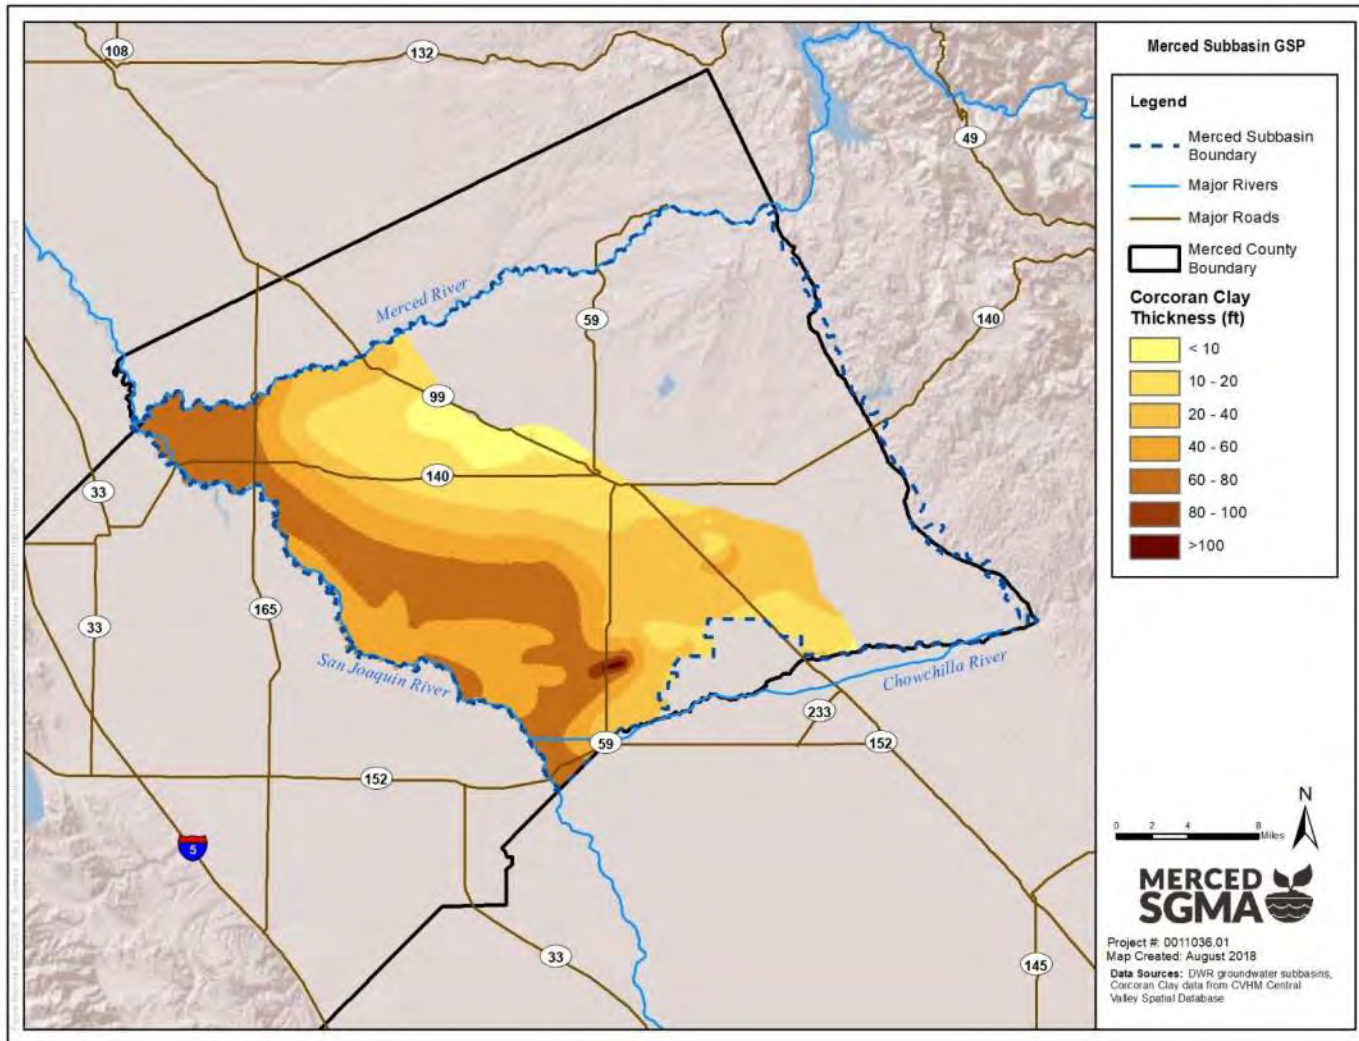 Merced Subbasin GSP
Legend
Merced Subbasin
Boundary
Major Rivers
Major Roads
Merced County
Boundary
Corcoran Clay
Thickness (ft)
< 10
10 - 20
20 - 40
40 - 60
60 - 80
80 - 100
>100
108
132
49
Merced River
59
140
99
140
33
165
33
San Joaquin River
Chowchilla River
233
59
152
152
5
33
145
N
0 2 4 8
Miles
MERCED
SGMA
Project #: 0011036.01
Map Created: August 2018
Data Sources: DWR groundwater subbasins,
Corcoran Clay data from CVHM Central
Valley Spatial Database